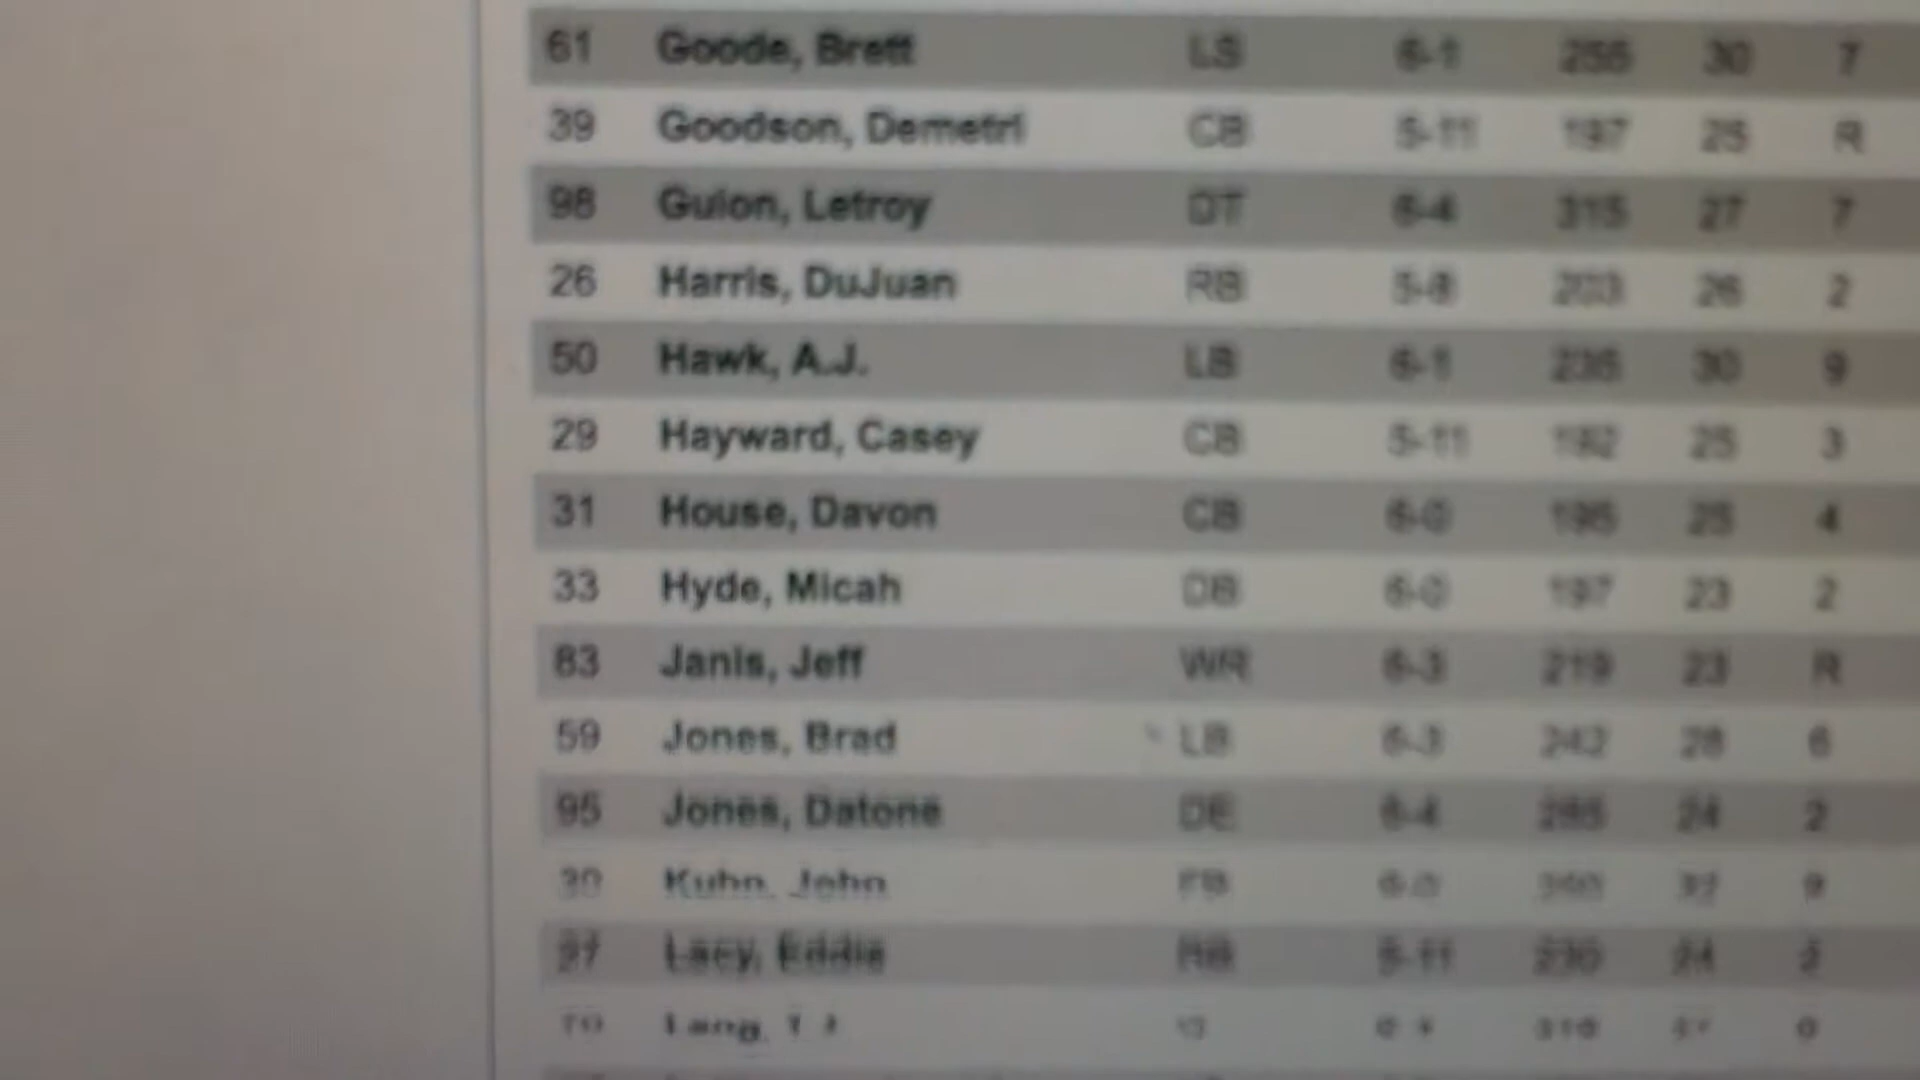 61 Goode, Brett LS 6-1 255 30 7
39 Goodson, Demetri CB 5-11 197 25 R
98 Guion, Letroy DT 6-4 315 27 7
26 Harris, DuJuan RB 5-8 203 26 2
50 Hawk, A.J. LB 6-1 235 30 9
29 Hayward, Casey CB 5-11 192 25 3
31 House, Davon CB 6-0 195 25 4
33 Hyde, Micah DB 6-0 197 23 2
83 Janis, Jeff WR 6-3 219 23 R
59 Jones, Brad LB 6-3 242 28 6
95 Jones, Datone DE 6-4 285 24 2
30 Kuhn, John FB 6-0 32 9
Lacy, Eddie RB 5-11 230 24 2
70 Lang, T.J.